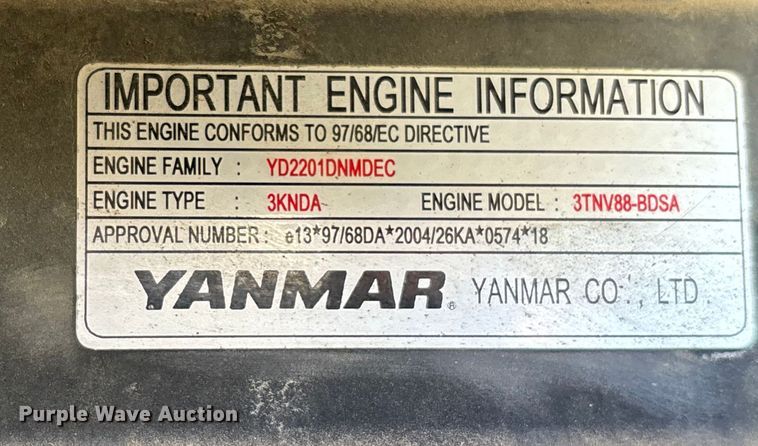 IMPORTANT ENGINE INFORMATION
THIS ENGINE CONFORMS TO 97/68/EC DIRECTIVE
ENGINE FAMILY : YD2201DNMDEC
ENGINE TYPE : 3KNDA ENGINE MODEL : 3TNV88-BDSA
APPROVAL NUMBER : e13*97/68DA*2004/26KA*0574*18
YANMAR® YANMAR CO., LTD.
Purple Wave Auction